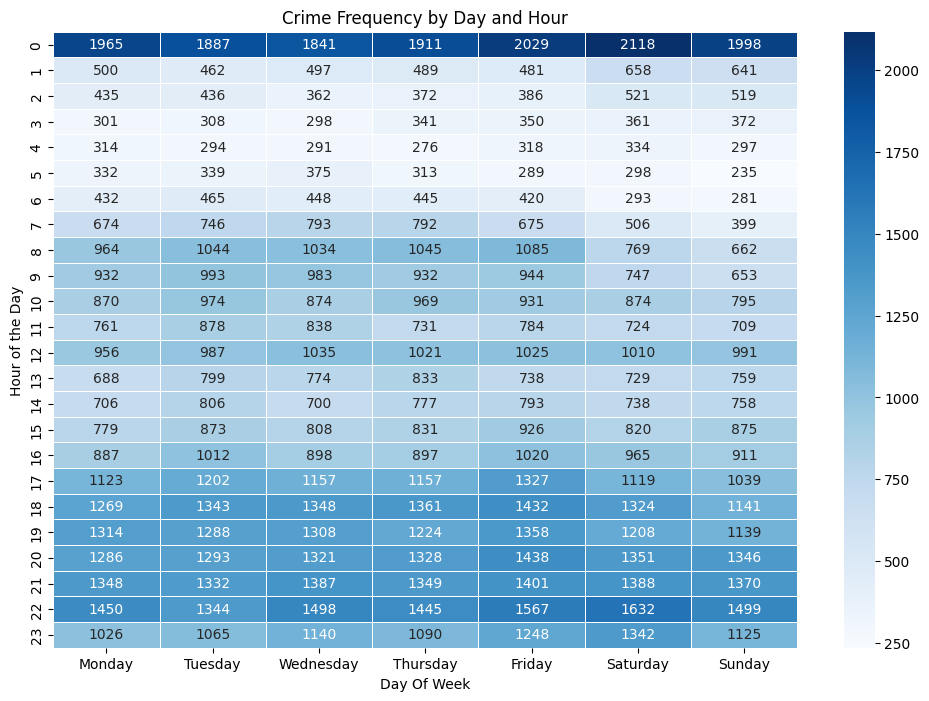 Crime Frequency by Day and Hour
0 1965 1887 1841 1911 2029 2118 1998
1 500 462 497 489 481 658 641
2 435 436 362 372 386 521 519
3 301 308 298 341 350 361 372
4 314 294 291 276 318 334 297
5 332 339 375 313 289 298 235
6 432 465 448 445 420 293 281
7 674 746 793 792 675 506 399
8 964 1044 1034 1045 1085 769 662
9 932 993 983 932 944 747 653
10 870 974 874 969 931 874 795
11 761 878 838 731 784 724 709
12 956 987 1035 1021 1025 1010 991
13 688 799 774 833 738 729 759
14 706 806 700 777 793 738 758
15 779 873 808 831 926 820 875
16 887 1012 898 897 1020 965 911
17 1123 1202 1157 1157 1327 1119 1039
18 1269 1343 1348 1361 1432 1324 1141
19 1314 1288 1308 1224 1358 1208 1139
20 1286 1293 1321 1328 1438 1351 1346
21 1348 1332 1387 1349 1401 1388 1370
22 1450 1344 1498 1445 1567 1632 1499
23 1026 1065 1140 1090 1248 1342 1125
Monday Tuesday Wednesday Thursday Friday Saturday Sunday
Day Of Week
Hour of the Day
2000
1750
1500
1250
1000
750
500
250